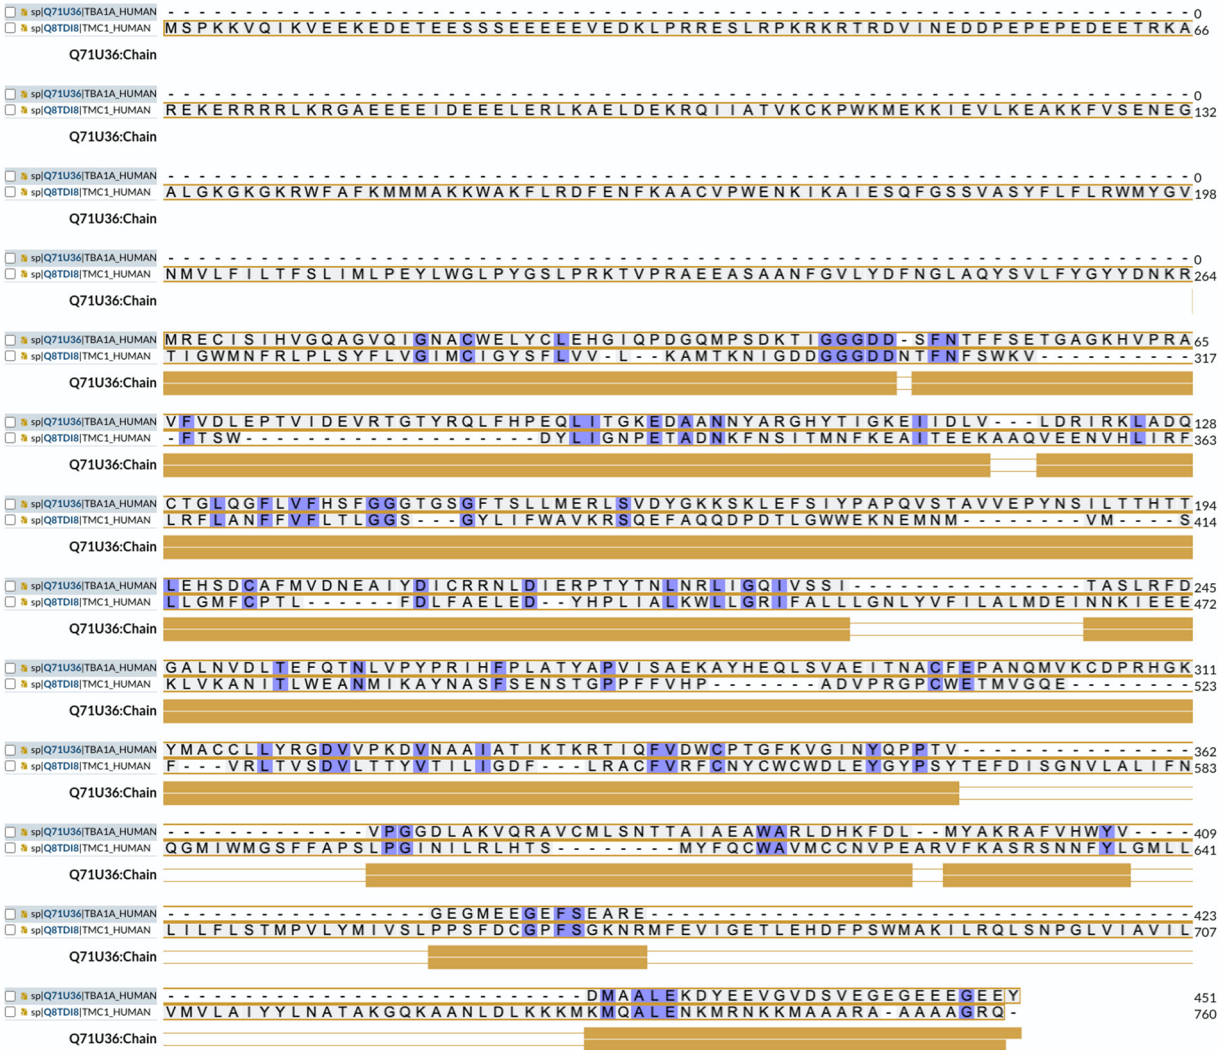 sp|Q71U36|TBA1A_HUMAN ------------------------------------------------------------------ 0
sp|Q8TDI8|TMC1_HUMAN MSPKKVQIKVEEKEDETEESSSEEEEEVEDKLPRRESLRPKRKRTRDVINEDDPEPEPEDEETRKA 66
Q71U36:Chain
sp|Q71U36|TBA1A_HUMAN ------------------------------------------------------------------ 0
sp|Q8TDI8|TMC1_HUMAN REKERRRRLKRGAEEEEIDEEELERLKAELDEKRQIIATVKCKPWKMEKKIEVLKEAKKFVSENEG 132
Q71U36:Chain
sp|Q71U36|TBA1A_HUMAN ------------------------------------------------------------------ 0
sp|Q8TDI8|TMC1_HUMAN ALGKGKGKRWFAFKMMMAKKWAKFLRDFENFKAACVPWENKIKAIESQFGSSVASYFLFLRWMYGV 198
Q71U36:Chain
sp|Q71U36|TBA1A_HUMAN ------------------------------------------------------------------ 0
sp|Q8TDI8|TMC1_HUMAN NMVLFILTFSLIMLPEYLWGLPYGSLPRKTVPRAEEASAANFGVLYDFNGLAQYSVLFYGYYDNKR 264
Q71U36:Chain
sp|Q71U36|TBA1A_HUMAN MRECISIHVGQAGVQIGNACWELYCLEHGIQPDGQMPSDKTIGGGDD-SFNTFFSETGAGKHVPRA 65
sp|Q8TDI8|TMC1_HUMAN TIGWMNFRLPLSYFLVGIMCIGYSFLVV-L--KAMTKNIGDDGGGDDNTFNFSWKV---------- 317
Q71U36:Chain
sp|Q71U36|TBA1A_HUMAN VFVDLEPTVIDEVRTGTYRQLFHPEQLITGKEDAANNYARGHYTIGKEIIDLV---LDRIRKLADQ 128
sp|Q8TDI8|TMC1_HUMAN -FTSW-------------------DYLIGNPETADNKFNSITMNFKEAITEEKAAQVEENVHLIRF 363
Q71U36:Chain
sp|Q71U36|TBA1A_HUMAN CTGLQGFLVFHSFGGGTGSGFTSLLMERLSVDYGKKSKLEFSIYPAPQVSTAVVEPYNSILTTHTT 194
sp|Q8TDI8|TMC1_HUMAN LRFLANFFVFLTLGGS---GYLIFWAVKRSQEFAQQDPDTLGWWEKNEMNM--------VM----S 414
Q71U36:Chain
sp|Q71U36|TBA1A_HUMAN LEHSDCAFMVDNEAIYDICRRNLDIERPTYTNLNRLIGQIVSSI---------------TASLRFD 245
sp|Q8TDI8|TMC1_HUMAN LLGMFCPTL------FDLFAELED--YHPLIALKWLLGRIFALLLGNLYVFILALMDEINNKIEEE 472
Q71U36:Chain
sp|Q71U36|TBA1A_HUMAN GALNVDLTEFQTNLVPYPRIHFPLATYAPVISAEKAYHEQLSVAEITNACFEPANQMVKCDPRHGK 311
sp|Q8TDI8|TMC1_HUMAN KLVKANITLWEANMIKAYNASFSENSTGPPFFVHP-------ADVPRGPCWETMVGQE-------- 523
Q71U36:Chain
sp|Q71U36|TBA1A_HUMAN YMACCLLYRGDVVPKDVNAAIATIKTKRTIQFVDWCPTGFKVGINYQPPTV--------------- 362
sp|Q8TDI8|TMC1_HUMAN F---VRLTVSDVLTTYVTILIGDF---LRACFVRFCNYCWCWDLEYGYPSYTEFDISGNVLALIFN 583
Q71U36:Chain
sp|Q71U36|TBA1A_HUMAN -------------VPGGDLAKVQRAVCMLSNTTAIAEAWARLDHKFDL--MYAKRAFVHWYV---- 409
sp|Q8TDI8|TMC1_HUMAN QGMIWMGSFFAPSLPGINILRLHTS--------MYFQCWAVMCCNVPEARVFKASRSNNFYLGMLL 641
Q71U36:Chain
sp|Q71U36|TBA1A_HUMAN -----------------GEGMEEGEFSEARE----------------------------------- 423
sp|Q8TDI8|TMC1_HUMAN LILFLSTMPVLYMIVSLPPSFDCGPFSGKNRMFEVIGETLEHDFPSWMAKILRQLSNPGLVIAVIL 707
Q71U36:Chain
sp|Q71U36|TBA1A_HUMAN ---------------------------DMAALEKDYEEVGVDSVEGEGEEEGEEY 451
sp|Q8TDI8|TMC1_HUMAN VMVLAIYYLNATAKGQKAANLDLKKKMKMQALENKMRNKKMAAARA-AAAAGRQ- 760
Q71U36:Chain